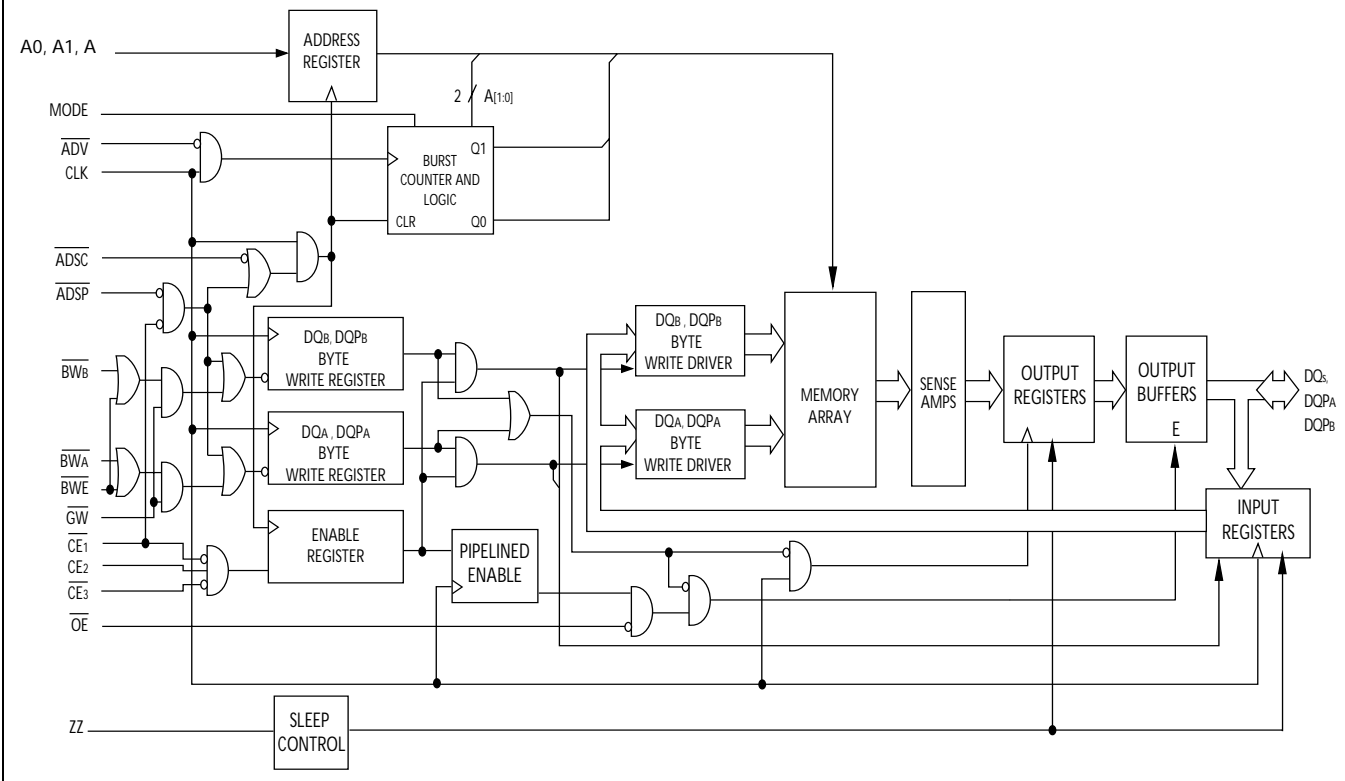 A0, A1, A
ADDRESS
REGISTER
MODE
2
A[1:0]
ADV
CLK
BURST
COUNTER AND
LOGIC
Q1
CLR
Q0
ADSC
ADSP
BWB
BWA
BWE
GW
CE1
CE2
CE3
OE
DQB, DQPB
BYTE
WRITE REGISTER
DQA, DQPA
BYTE
WRITE REGISTER
ENABLE
REGISTER
PIPELINED
ENABLE
DQB, DQPB
BYTE
WRITE DRIVER
DQA, DQPA
BYTE
WRITE DRIVER
MEMORY
ARRAY
SENSE
AMPS
OUTPUT
REGISTERS
OUTPUT
BUFFERS
E
DQs,
DQPA
DQPB
INPUT
REGISTERS
ZZ
SLEEP
CONTROL